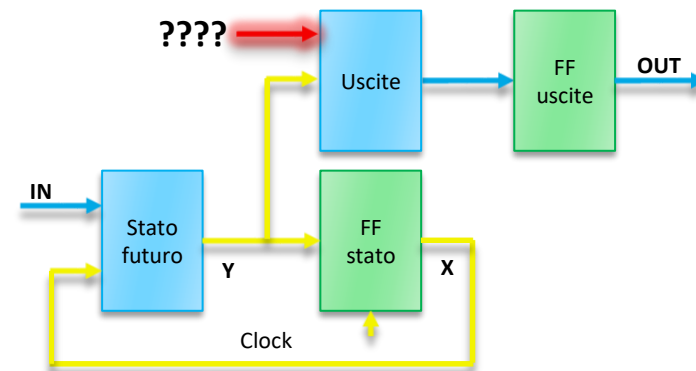 ????
Uscite
FF
uscite
OUT
IN
Stato
futuro
Y
FF
stato
X
Clock